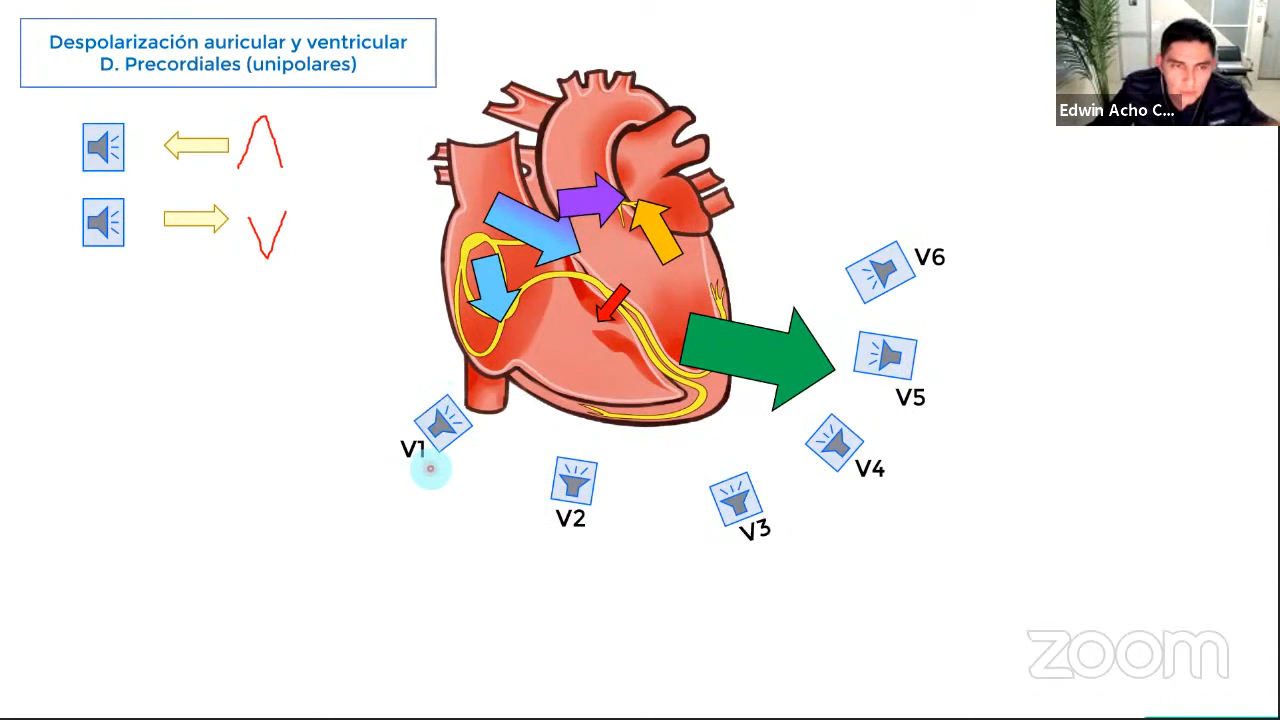 Despolarización auricular y ventricular
D. Precordiales (unipolares)
Edwin Acho C...
V6
V5
V4
V1
V2
V3
zoom